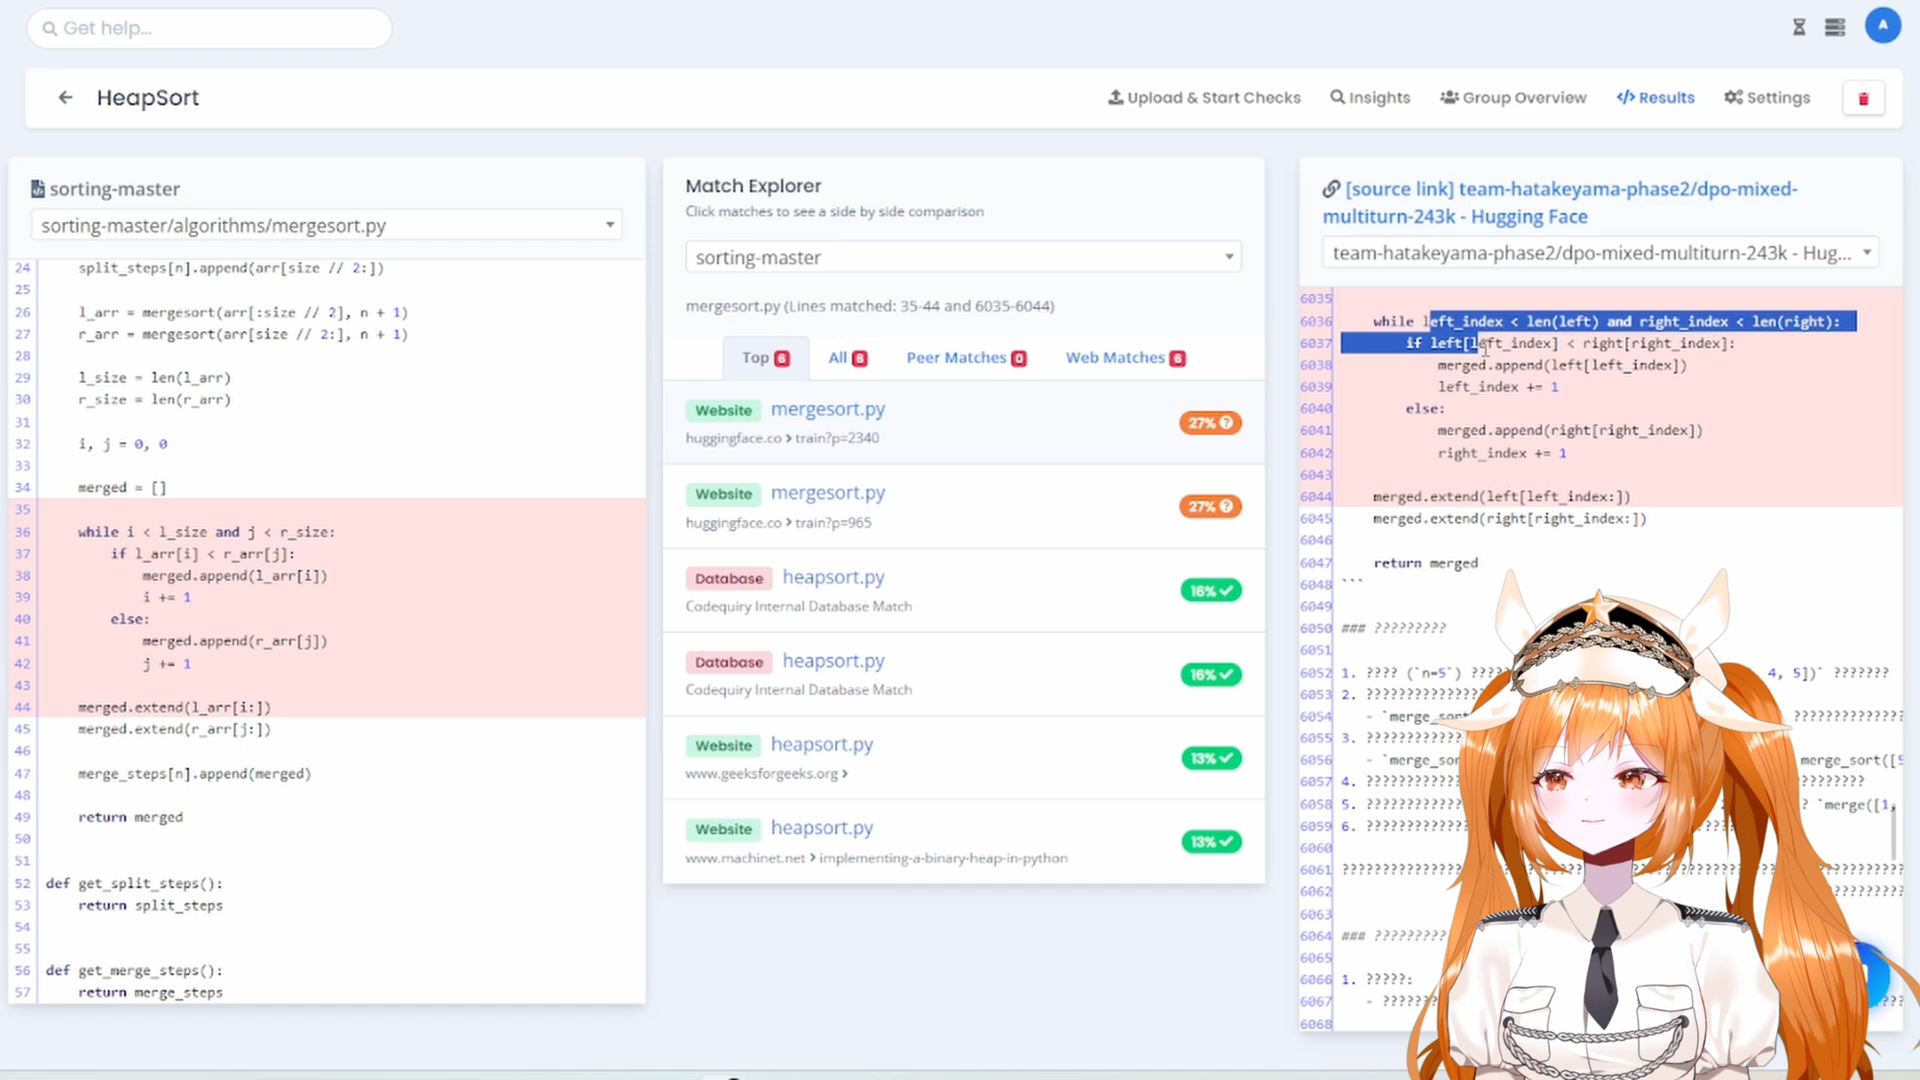 Get help...
A
HeapSort
Upload & Start Checks
Insights
Group Overview
</> Results
Settings
sorting-master
sorting-master/algorithms/mergesort.py
24 split_steps[n].append(arr[size // 2:])
25
26 l_arr = mergesort(arr[:size // 2], n + 1)
27 r_arr = mergesort(arr[size // 2:], n + 1)
28
29 l_size = len(l_arr)
30 r_size = len(r_arr)
31
32 i, j = 0, 0
33
34 merged = []
35
36 while i < l_size and j < r_size:
37 if l_arr[i] < r_arr[j]:
38 merged.append(l_arr[i])
39 i += 1
40 else:
41 merged.append(r_arr[j])
42 j += 1
43
44 merged.extend(l_arr[i:])
45 merged.extend(r_arr[j:])
46
47 merge_steps[n].append(merged)
48
49 return merged
50
51
52 def get_split_steps():
53 return split_steps
54
55
56 def get_merge_steps():
57 return merge_steps
Match Explorer
Click matches to see a side by side comparison
sorting-master
mergesort.py (Lines matched: 35-44 and 6035-6044)
Top 6
All 6
Peer Matches 0
Web Matches 6
Website mergesort.py
huggingface.co > train?p=2340
27% ?
Website mergesort.py
huggingface.co > train?p=965
27% ?
Database heapsort.py
Codequiry Internal Database Match
16%
Database heapsort.py
Codequiry Internal Database Match
16%
Website heapsort.py
www.geeksforgeeks.org >
13%
Website heapsort.py
www.machinet.net > implementing-a-binary-heap-in-python
13%
[source link] team-hatakeyama-phase2/dpo-mixed-
multiturn-243k - Hugging Face
team-hatakeyama-phase2/dpo-mixed-multiturn-243k - Hug...
6035
6036 while left_index < len(left) and right_index < len(right):
6037 if left[left_index] < right[right_index]:
6038 merged.append(left[left_index])
6039 left_index += 1
6040 else:
6041 merged.append(right[right_index])
6042 right_index += 1
6043
6044 merged.extend(left[left_index:])
6045 merged.extend(right[right_index:])
6046
6047 return merged
6048 ```
6049
6050 ### ?????????
6051
6052 1. ???? (`n=5`) ????? 4, 5])` ???????
6053 2.
6054 - `merge_sort
6055 3.
6056 - `merge_sor merge_sort([5
6057 4.
6058 5. ? `merge([1,
6059 6.
6060
6061
6062
6063
6064 ###
6065
6066 1. ?????:
6067 -
6068